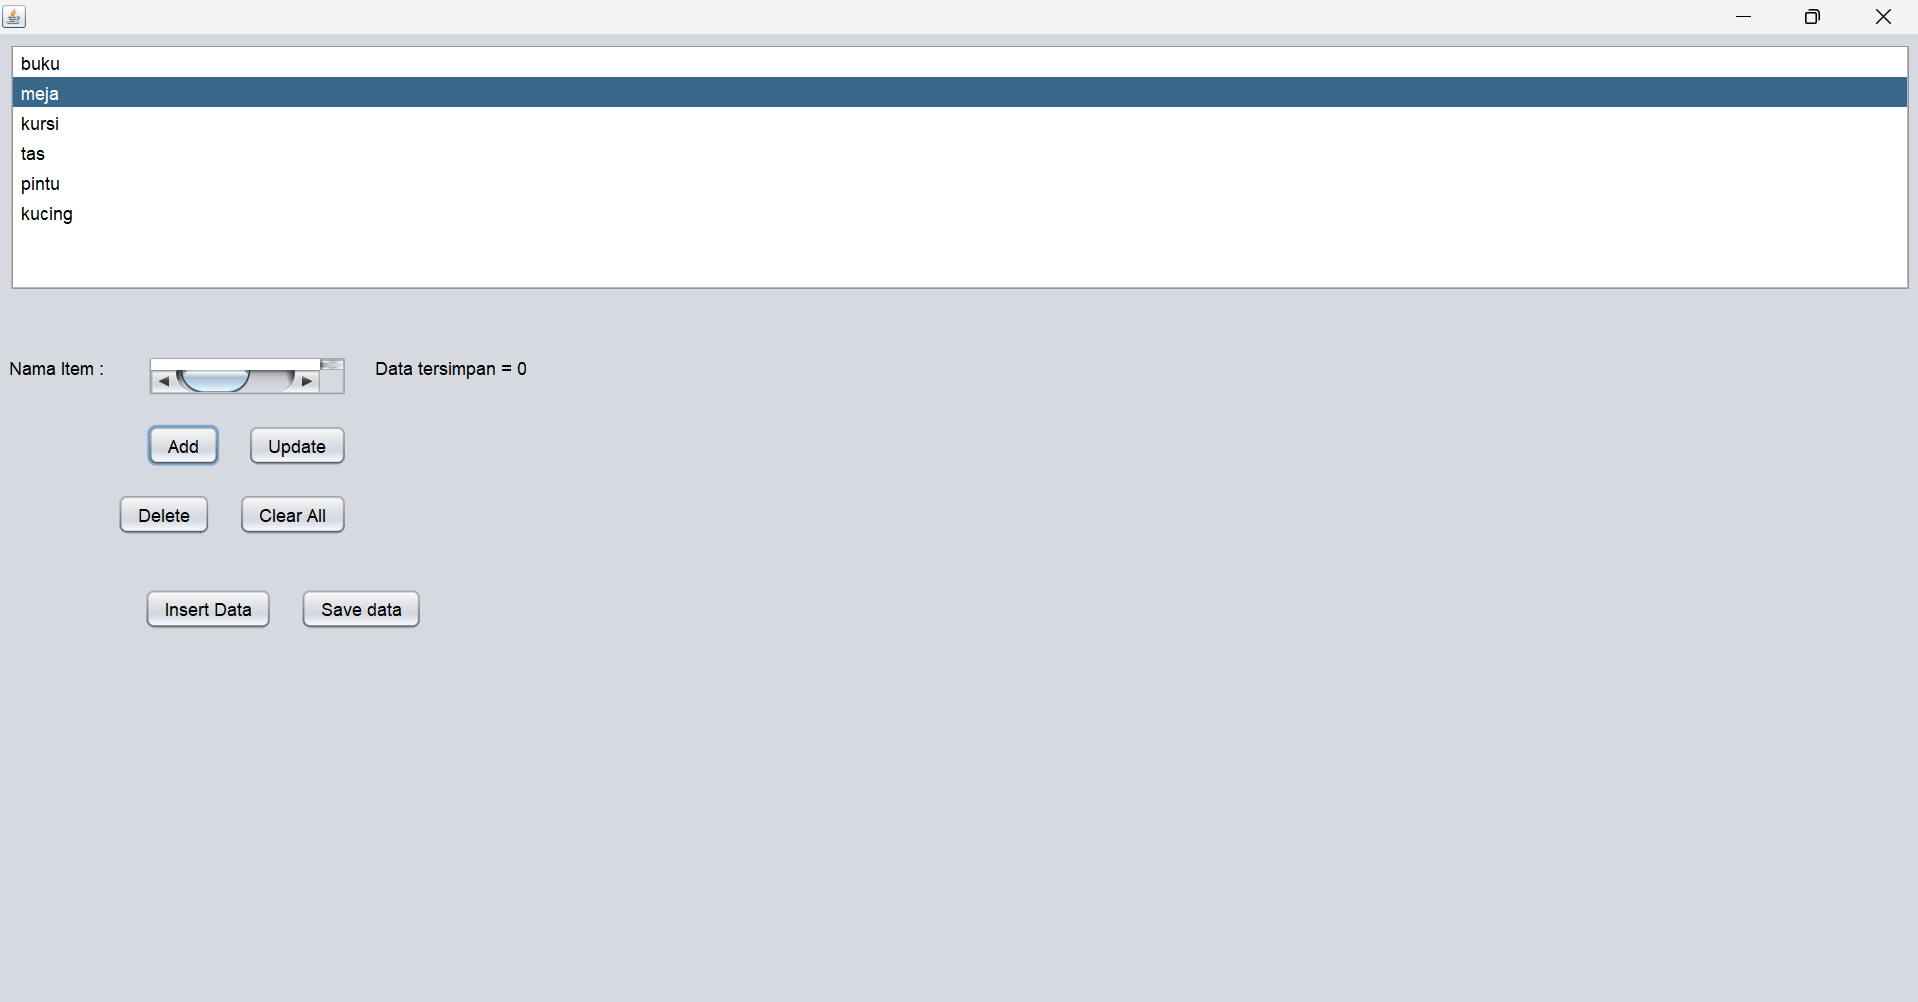 buku
meja
kursi
tas
pintu
kucing
Nama Item :
Data tersimpan = 0
Add
Update
Delete
Clear All
Insert Data
Save data